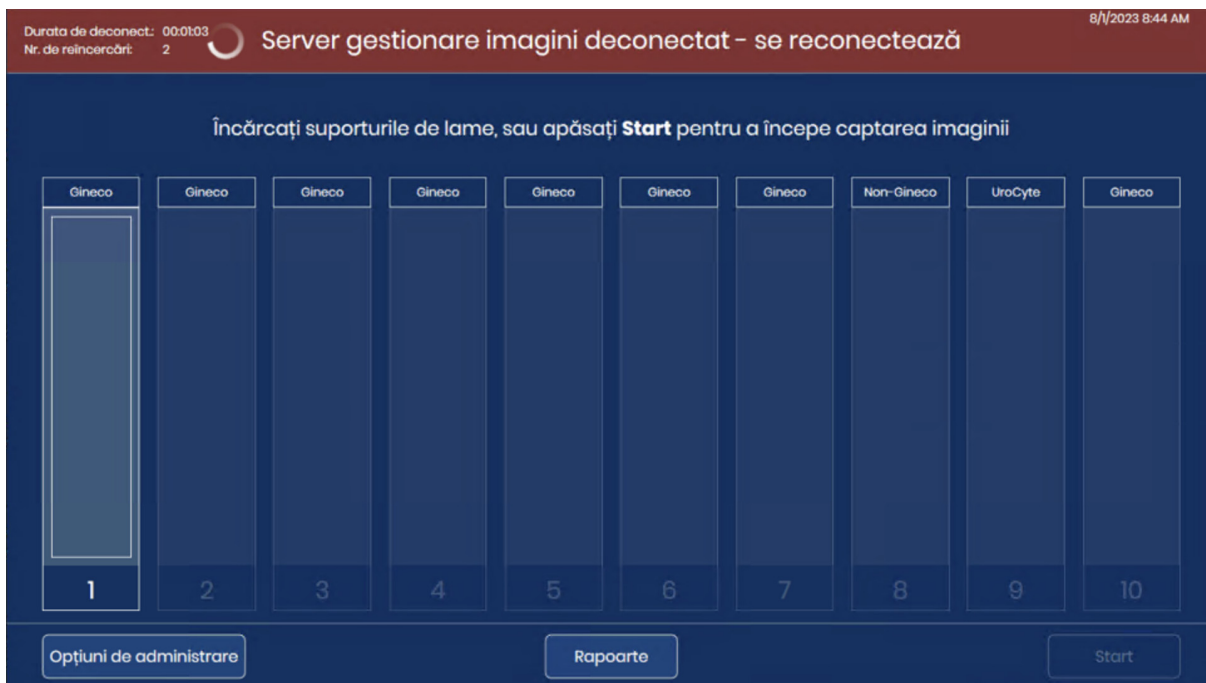 Durata de deconect.: 00:01:03
Nr. de reîncercări: 2
Server gestionare imagini deconectat - se reconectează
8/1/2023 8:44 AM
Încărcați suporturile de lame, sau apăsați Start pentru a începe captarea imaginii
Gineco Gineco Gineco Gineco Gineco Gineco Gineco Non-Gineco UroCyte Gineco
1 2 3 4 5 6 7 8 9 10
Opțiuni de administrare Rapoarte Start